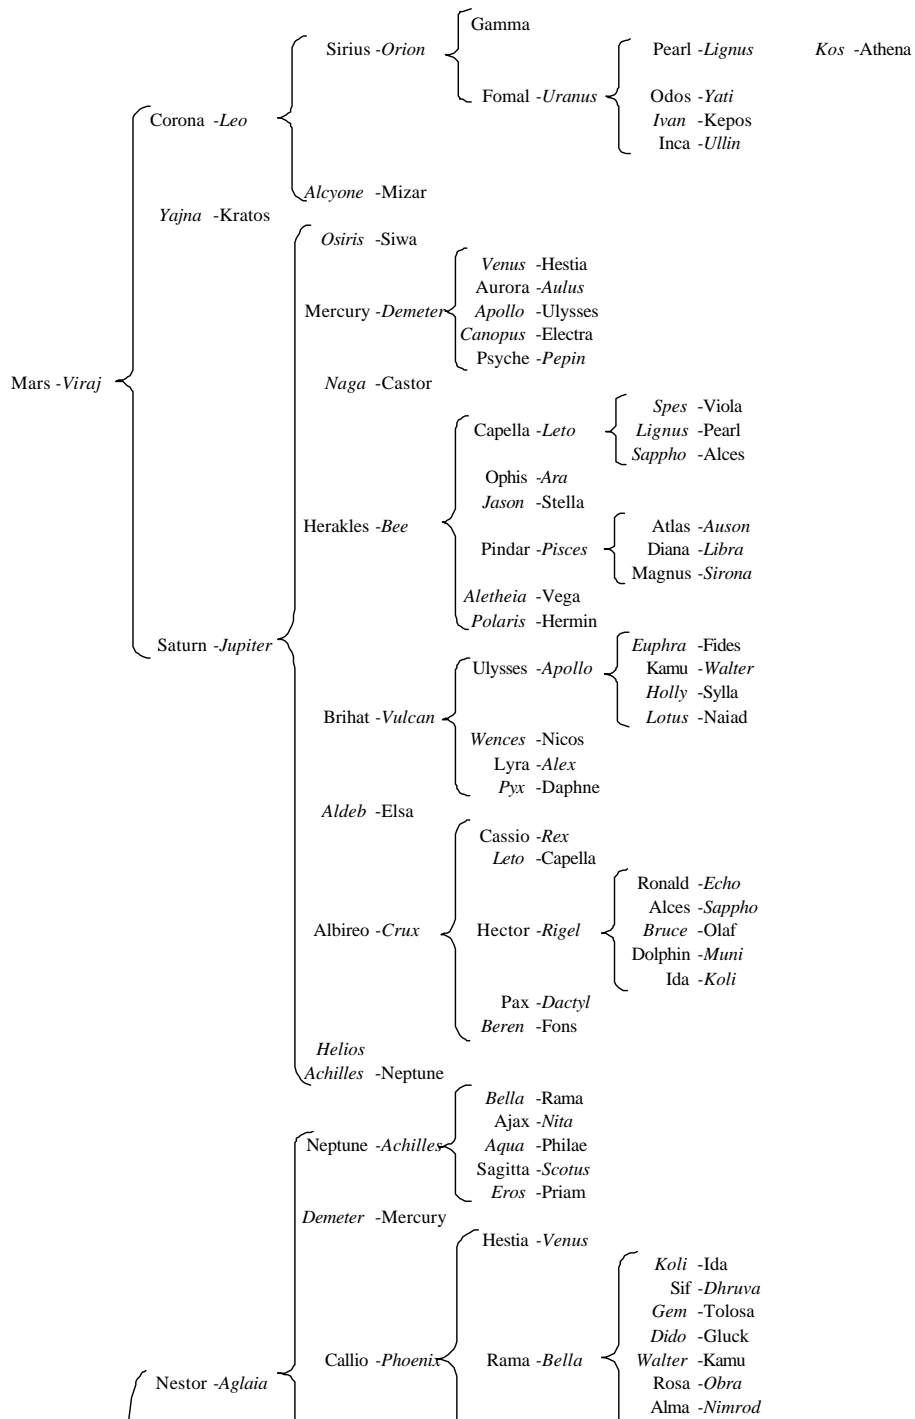 Gamma
Sirius -Orion
Pearl -Lignus Kos -Athena
Fomal -Uranus
Odos -Yati
Corona -Leo
Ivan -Kepos
Inca -Ullin
Alcyone -Mizar
Yajna -Kratos
Osiris -Siwa
Venus -Hestia
Aurora -Aulus
Mercury -Demeter
Apollo -Ulysses
Canopus -Electra
Psyche -Pepin
Mars -Viraj
Naga -Castor
Spes -Viola
Capella -Leto
Lignus -Pearl
Sappho -Alces
Ophis -Ara
Jason -Stella
Herakles -Bee
Atlas -Auson
Pindar -Pisces
Diana -Libra
Magnus -Sirona
Aletheia -Vega
Polaris -Hermin
Saturn -Jupiter
Euphra -Fides
Ulysses -Apollo
Kamu -Walter
Holly -Sylla
Brihat -Vulcan
Lotus -Naiad
Wences -Nicos
Lyra -Alex
Pyx -Daphne
Aldeb -Elsa
Cassio -Rex
Leto -Capella
Ronald -Echo
Alces -Sappho
Albireo -Crux
Hector -Rigel
Bruce -Olaf
Dolphin -Muni
Ida -Koli
Pax -Dactyl
Beren -Fons
Helios
Achilles -Neptune
Bella -Rama
Ajax -Nita
Neptune -Achilles
Aqua -Philae
Sagitta -Scotus
Eros -Priam
Demeter -Mercury
Hestia -Venus
Koli -Ida
Sif -Dhruva
Gem -Tolosa
Dido -Gluck
Callio -Phoenix
Rama -Bella
Walter -Kamu
Nestor -Aglaia
Rosa -Obra
Alma -Nimrod